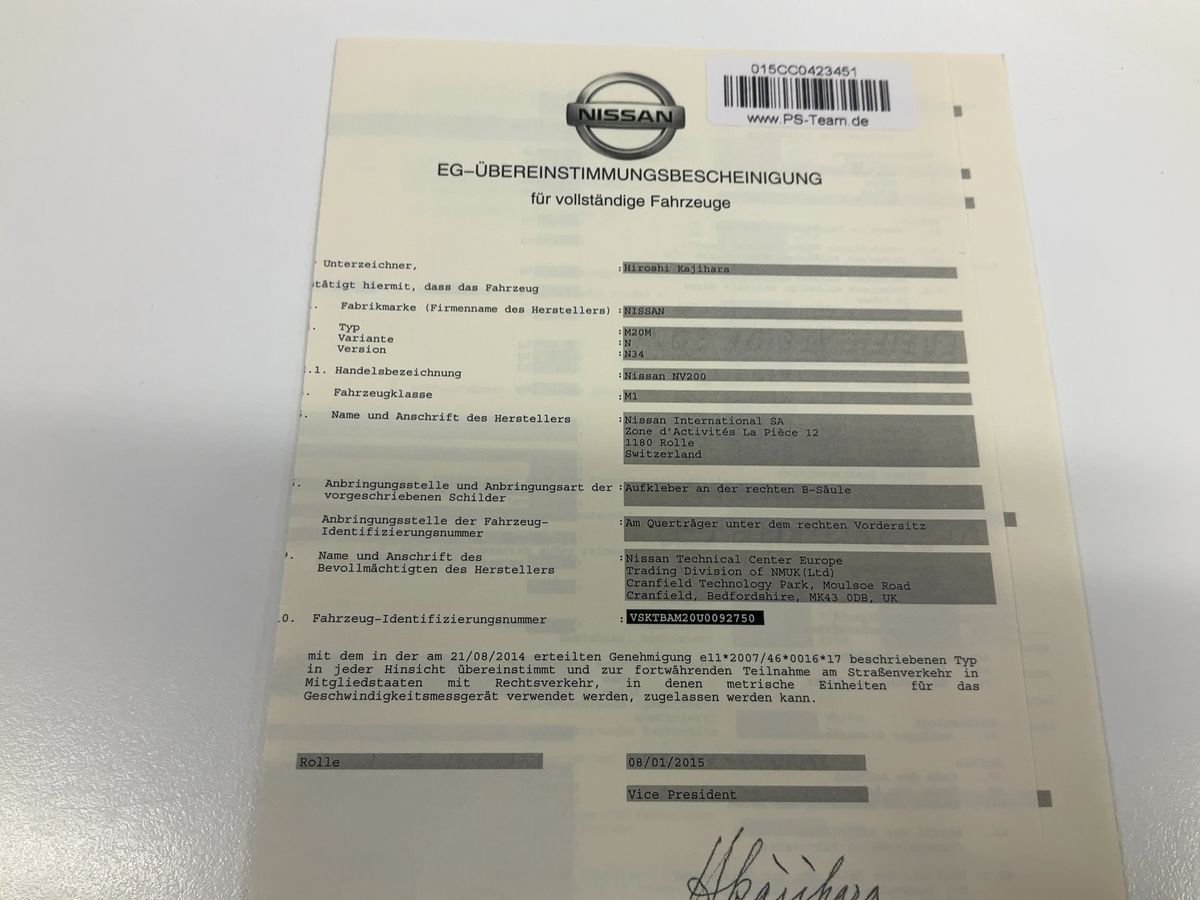 015CC0423451
www.PS-Team.de
NISSAN
EG-ÜBEREINSTIMMUNGSBESCHEINIGUNG
für vollständige Fahrzeuge
Unterzeichner, :Hiroshi Kajihara
tätigt hiermit, dass das Fahrzeug
. Fabrikmarke (Firmenname des Herstellers) :NISSAN
. Typ :M20M
Variante :N
Version :N34
.1. Handelsbezeichnung :Nissan NV200
. Fahrzeugklasse :M1
. Name und Anschrift des Herstellers :Nissan International SA
Zone d'Activités La Pièce 12
1180 Rolle
Switzerland
. Anbringungsstelle und Anbringungsart der :Aufkleber an der rechten B-Säule
vorgeschriebenen Schilder
Anbringungsstelle der Fahrzeug- :Am Querträger unter dem rechten Vordersitz
Identifizierungsnummer
. Name und Anschrift des :Nissan Technical Center Europe
Bevollmächtigten des Herstellers Trading Division of NMUK(Ltd)
Cranfield Technology Park, Moulsoe Road
Cranfield, Bedfordshire, MK43 0DB, UK
0. Fahrzeug-Identifizierungsnummer :VSKTBAM20U0092750
mit dem in der am 21/08/2014 erteilten Genehmigung e11*2007/46*0016*17 beschriebenen Typ
in jeder Hinsicht übereinstimmt und zur fortwährenden Teilnahme am Straßenverkehr in
Mitgliedstaaten mit Rechtsverkehr, in denen metrische Einheiten für das
Geschwindigkeitsmessgerät verwendet werden, zugelassen werden kann.
Rolle 08/01/2015
Vice President
HKajihara